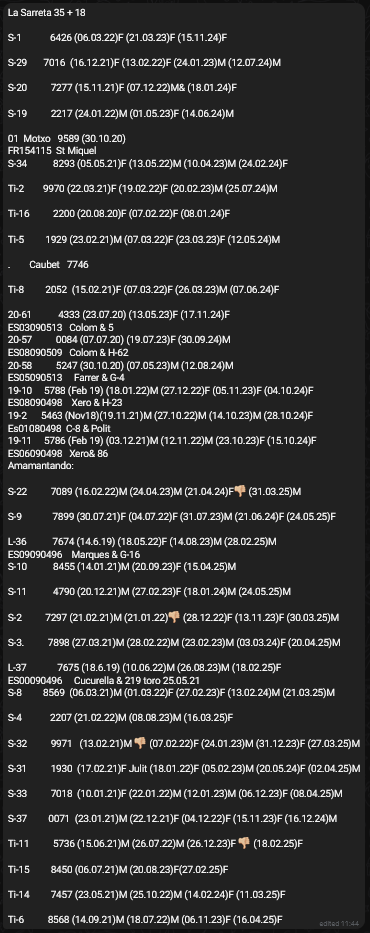 La Sarreta 35 + 18
S-1 6426 (06.03.22)F (21.03.23)F (15.11.24)F
S-29 7016 (16.12.21)F (13.02.22)F (24.01.23)M (12.07.24)M
S-20 7277 (15.11.21)F (07.12.22)M& (18.01.24)F
S-19 2217 (24.01.22)M (01.05.23)F (14.06.24)M
01 Motxo 9589 (30.10.20)
FR154115 St Miquel
S-34 8293 (05.05.21)F (13.05.22)M (10.04.23)M (24.02.24)F
Ti-2 9970 (22.03.21)F (19.02.22)F (20.05.23)M (25.07.24)M
Ti-16 2200 (20.08.20)F (07.02.22)F (08.01.24)F
Ti-5 1929 (23.02.21)M (07.03.22)F (23.03.23)F (12.05.24)M
. Caubet 7746
Ti-8 2052 (15.02.21)F (07.03.22)F (26.03.23)M (07.06.24)F
20-61 4333 (23.07.20) (13.05.23)F (17.11.24)F
ES03090513 Colom & 5
20-57 0084 (07.07.20) (19.07.23)F (30.09.24)M
ES08090509 Colom & H-62
20-58 5247 (30.10.20) (07.05.23)M (12.08.24)M
ES05090513 Farrer & G-4
19-10 5788 (Feb 19) (18.01.22)M (27.12.22)F (05.11.23)F (04.10.24)F
ES08090498 Xero & H-23
19-2 5463 (Nov18)(19.11.21)M (27.10.22)M (14.10.23)M (28.10.24)F
Es01080498 C-8 & Polit
19-11 5786 (Feb 19) (03.12.21)M (12.11.22)M (23.10.23)F (15.10.24)F
ES06090498 Xero& 86
Amamantando:
S-22 7089 (16.02.22)M (24.04.23)M (21.04.24)F👎🏼 (31.03.25)M
S-9 7899 (30.07.21)F (04.07.22)F (31.07.23)M (21.06.24)F (24.05.25)F
L-36 7674 (14.6.19) (18.05.22)F (14.08.23)M (28.02.25)M
ES09090496 Marques & G-16
S-10 8455 (14.01.21)M (20.09.23)F (15.04.25)M
S-11 4790 (20.12.21)M (27.02.23)F (18.01.24)M (24.05.25)M
S-2 7297 (21.02.21)M (21.01.22)👎🏼 (28.12.22)F (13.11.23)F (30.03.25)M
S-3. 7898 (27.03.21)M (28.02.22)M (23.02.23)M (03.03.24)F (20.04.25)M
L-37 7675 (18.6.19) (10.06.22)M (26.08.23)M (18.02.25)F
ES00090496 Cucurella & 219 toro 25.05.21
S-8 8569 (06.03.21)M (01.03.22)F (27.02.23)F (13.02.24)M (21.03.25)M
S-4 2207 (21.02.22)M (08.08.23)M (16.03.25)F
S-32 9971 (13.02.21)M 👎🏼 (07.02.22)F (24.01.23)M (31.12.23)F (27.03.25)M
S-31 1930 (17.02.21)F Julit (18.01.22)F (05.02.23)M (20.05.24)F (02.04.25)M
S-33 7018 (10.01.21)F (22.01.22)M (12.01.23)M (06.12.23)F (08.04.25)M
S-37 0071 (23.01.21)M (22.12.21)F (04.12.22)F (15.11.23)F (16.12.24)M
Ti-11 5736 (15.06.21)M (26.07.22)M (26.12.23)F 👎🏼 (18.02.25)F
Ti-15 8450 (06.07.21)M (20.08.23)F(27.02.25)F
Ti-14 7457 (23.05.21)M (25.10.22)M (14.02.24)F (11.03.25)F
Ti-6 8568 (14.09.21)M (18.07.22)M (06.11.23)F (16.04.25)F
edited 11:44